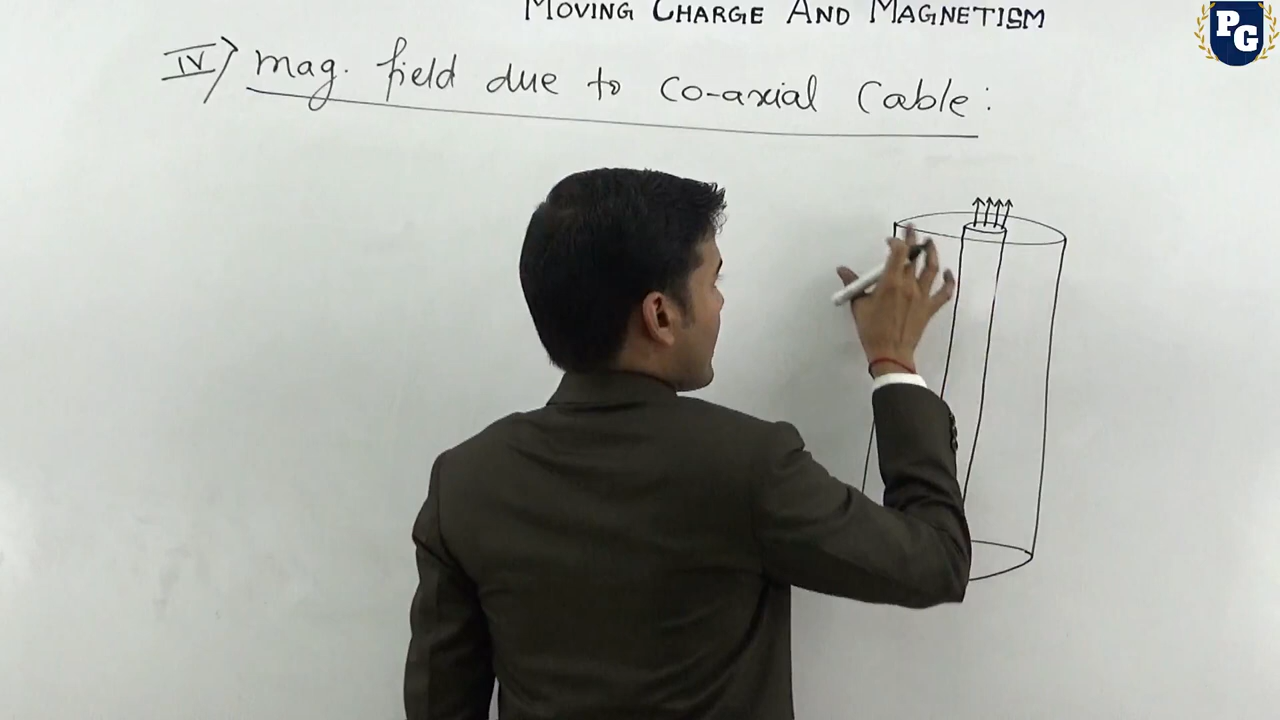 MOVING CHARGE AND MAGNETISM
PG
IV) Mag. field due to Co-axial Cable: